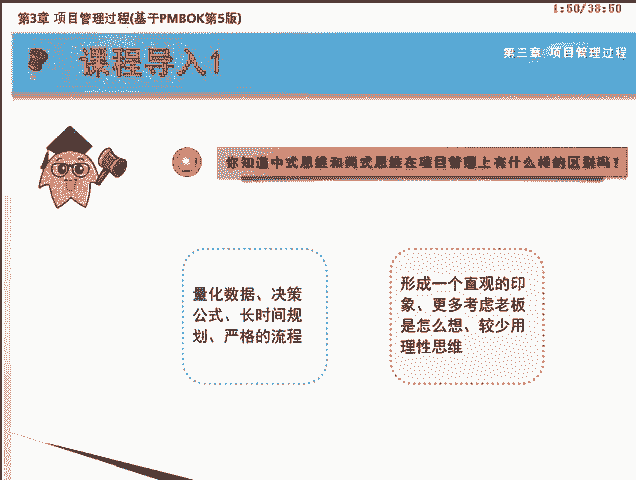 第3章 项目管理过程(基于PMBOK第5版)
1:50/38:50
课程导入1
第三章 项目管理过程
你知道中式思维和美式思维在项目管理上有什么样的区别吗？
量化数据、决策
公式、长时间规
划、严格的流程
形成一个直观的印
象、更多考虑老板
是怎么想、较少用
理性思维